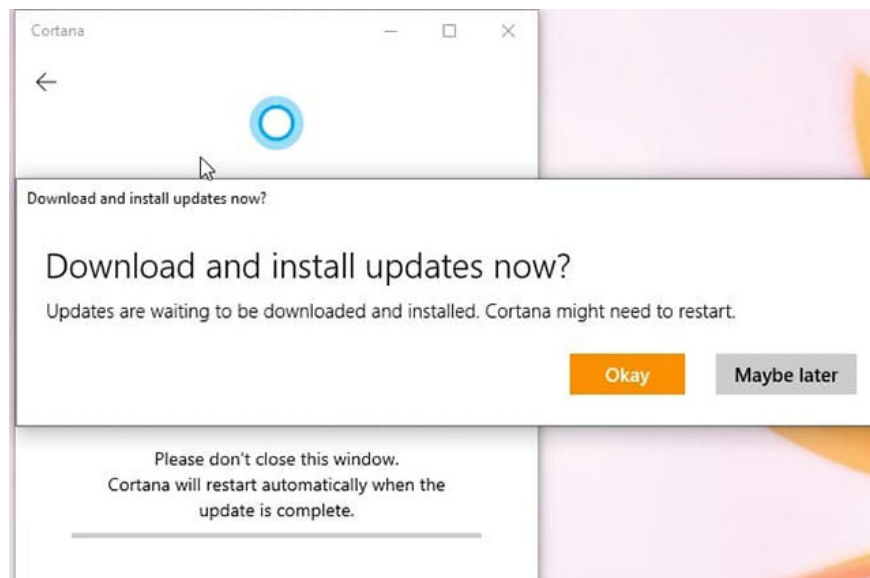 Cortana
Download and install updates now?
Download and install updates now?
Updates are waiting to be downloaded and installed. Cortana might need to restart.
Okay Maybe later
Please don't close this window.
Cortana will restart automatically when the
update is complete.